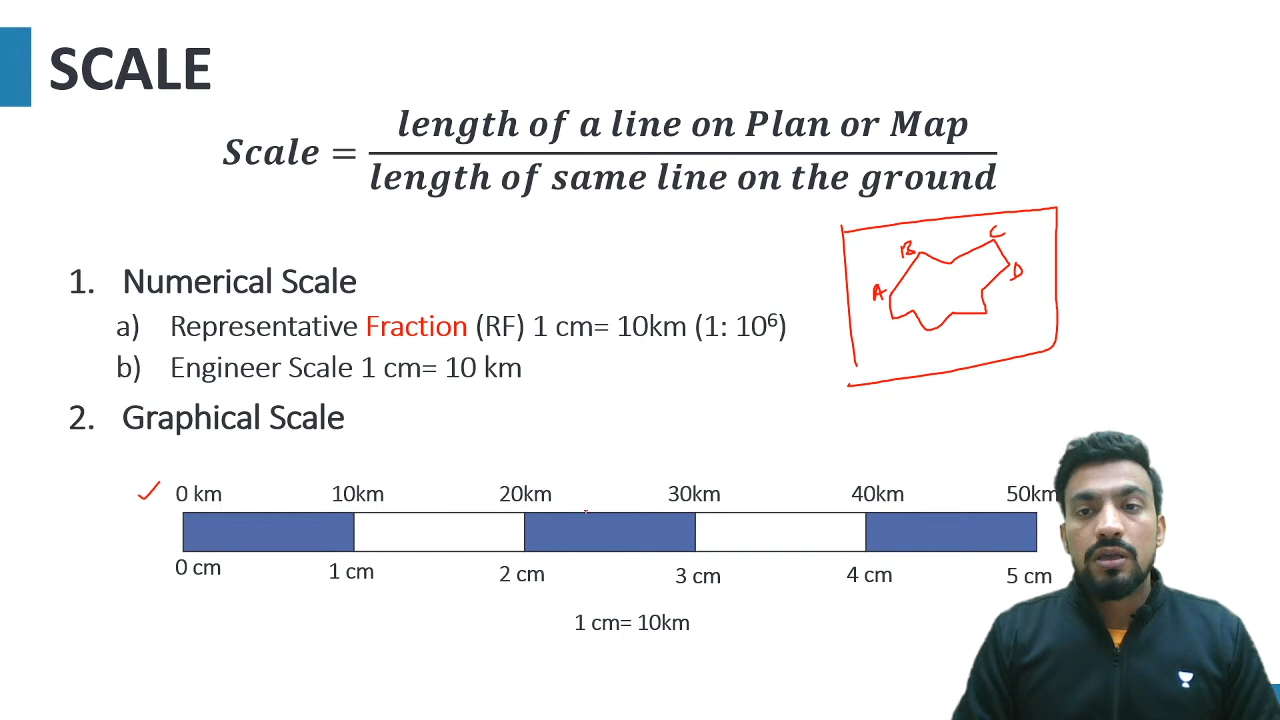 SCALE
Scale = length of a line on Plan or Map / length of same line on the ground
1. Numerical Scale
a) Representative Fraction (RF) 1 cm= 10km (1: 10⁶)
b) Engineer Scale 1 cm= 10 km
2. Graphical Scale
A B C D
0 km 10km 20km 30km 40km 50km
0 cm 1 cm 2 cm 3 cm 4 cm 5 cm
1 cm= 10km